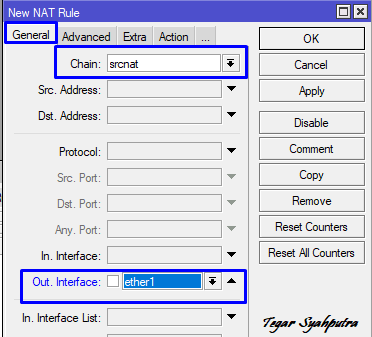 New NAT Rule
General Advanced Extra Action ...
Chain: srcnat
Src. Address:
Dst. Address:
Protocol:
Src. Port:
Dst. Port:
Any. Port:
In. Interface:
Out. Interface: ether1
In. Interface List:
OK
Cancel
Apply
Disable
Comment
Copy
Remove
Reset Counters
Reset All Counters
Tegar Syahputra